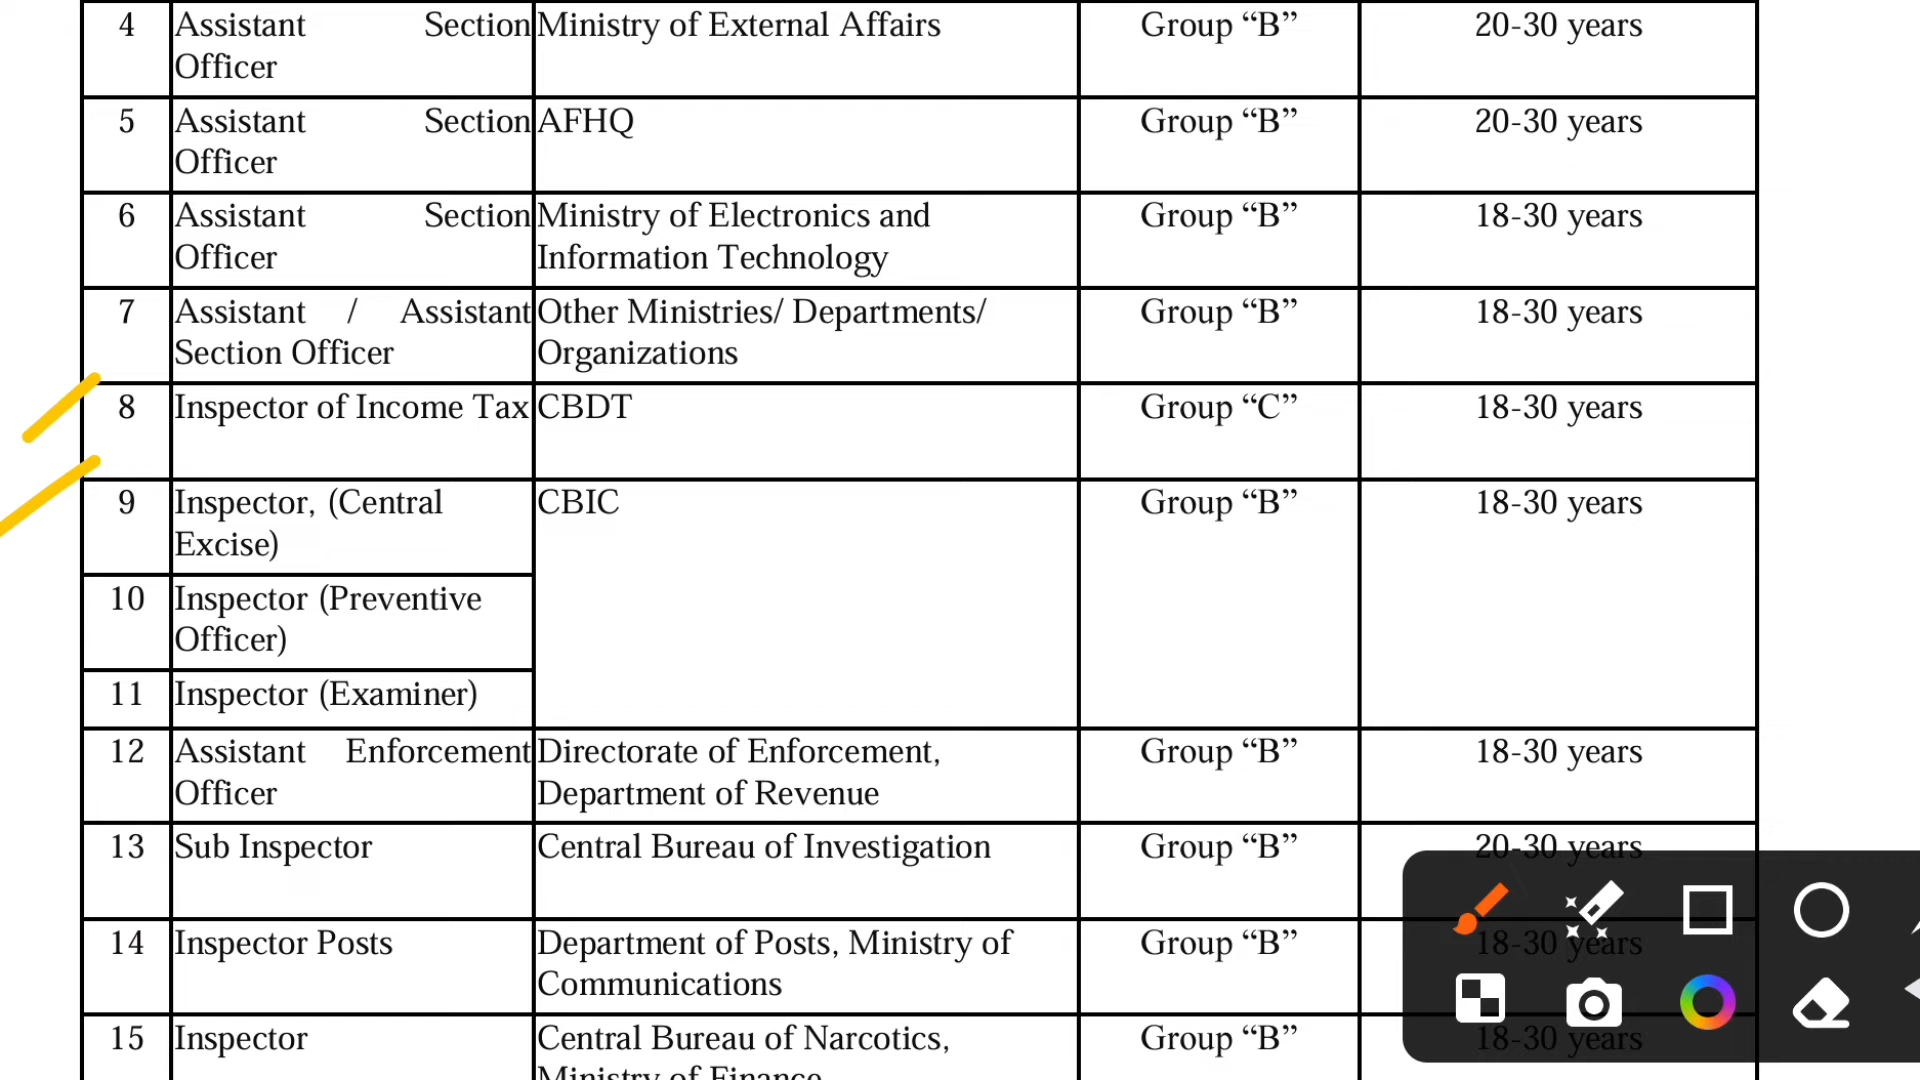 4 Assistant Section Ministry of External Affairs Group “B” 20-30 years
Officer
5 Assistant Section AFHQ Group “B” 20-30 years
Officer
6 Assistant Section Ministry of Electronics and Group “B” 18-30 years
Officer Information Technology
7 Assistant / Assistant Other Ministries/ Departments/ Group “B” 18-30 years
Section Officer Organizations
8 Inspector of Income Tax CBDT Group “C” 18-30 years
9 Inspector, (Central CBIC Group “B” 18-30 years
Excise)
10 Inspector (Preventive
Officer)
11 Inspector (Examiner)
12 Assistant Enforcement Directorate of Enforcement, Group “B” 18-30 years
Officer Department of Revenue
13 Sub Inspector Central Bureau of Investigation Group “B” 20-30 years
14 Inspector Posts Department of Posts, Ministry of Group “B” 18-30 years
Communications
15 Inspector Central Bureau of Narcotics, Group “B” 18-30 years
Ministry of Finance